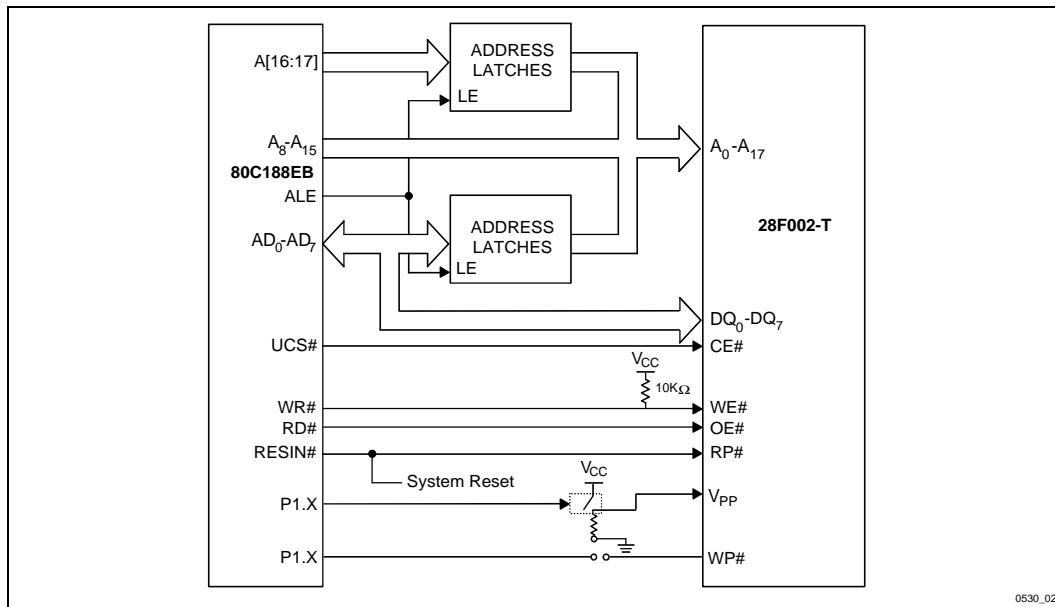 A[16:17]
A8-A15
80C188EB
ALE
AD0-AD7
UCS#
WR#
RD#
RESIN#
P1.X
P1.X
ADDRESS
LATCHES
LE
ADDRESS
LATCHES
LE
VCC
10KΩ
System Reset
VCC
A0-A17
28F002-T
DQ0-DQ7
CE#
WE#
OE#
RP#
VPP
WP#
0530_02